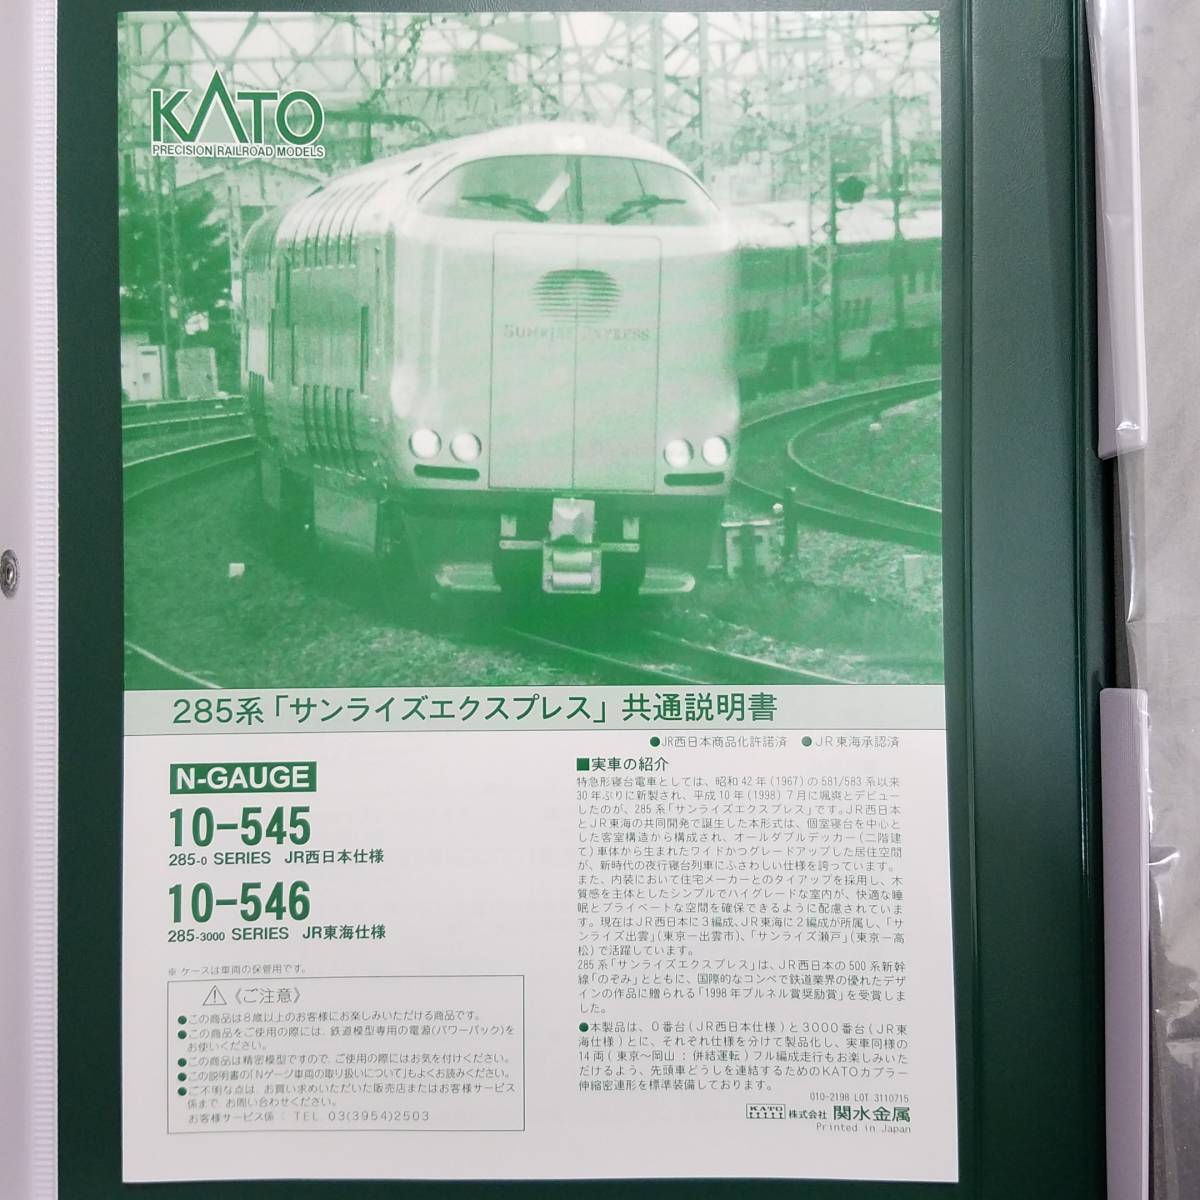 KATO
PRECISION RAILROAD MODELS
SUNRISE EXPRESS
285系「サンライズエクスプレス」共通説明書
●JR西日本商品化許諾済 ●JR東海承認済
N-GAUGE
10-545
285-0 SERIES JR西日本仕様
10-546
285-3000 SERIES JR東海仕様
※ ケースは車両の保管用です。
⚠《ご注意》
●この商品は8歳以上のお客様にお楽しみいただける商品です。
●この商品をご使用の際には、鉄道模型専用の電源(パワーパック)を
お使いください。
●この商品は精密模型ですので、ご使用の際にはお気を付けください。
●この説明書の「Nゲージ車両の取り扱いについて」もよくお読みください。
●ご不明な点は、お買い求めいただいた販売店またはお客様サービス
係まで、お問い合わせください。
お客様サービス係：TEL 03(3954)2503
■実車の紹介
特急形寝台電車としては、昭和42年(1967)の581/583系以来
30年ぶりに新製され、平成10年(1998)7月に颯爽とデビュー
したのが、285系「サンライズエクスプレス」です。JR西日本
とJR東海の共同開発で誕生した本形式は、個室寝台を中心と
した客室構造から構成され、オールダブルデッカー(二階建
て)車体から生まれたワイドかつグレードアップした居住空間
が、新時代の夜行寝台列車にふさわしい仕様を誇っています。
また、内装において住宅メーカーとのタイアップを採用し、木
質感を主体としたシンプルでハイグレードな室内が、快適な睡
眠とプライベートな空間を確保できるように配慮されていま
す。現在はJR西日本に3編成、JR東海に2編成が所属し、「サ
ンライズ出雲」(東京ー出雲市)、「サンライズ瀬戸」(東京ー高
松)で活躍しています。
285系「サンライズエクスプレス」は、JR西日本の500系新幹
線「のぞみ」とともに、国際的なコンペで鉄道業界の優れたデザ
インの作品に贈られる「1998年ブルネル賞奨励賞」を受賞しま
した。
●本製品は、0番台(JR西日本仕様)と3000番台(JR東
海仕様)とに、それぞれ仕様を分けて製品化し、実車同様の
14両(東京〜岡山：併結運転)フル編成走行もお楽しみいた
だけるよう、先頭車どうしを連結するためのKATOカプラー
伸縮密連形を標準装備しております。
010-2198 LOT 3110715
KATO 株式会社 関水金属
Printed in Japan